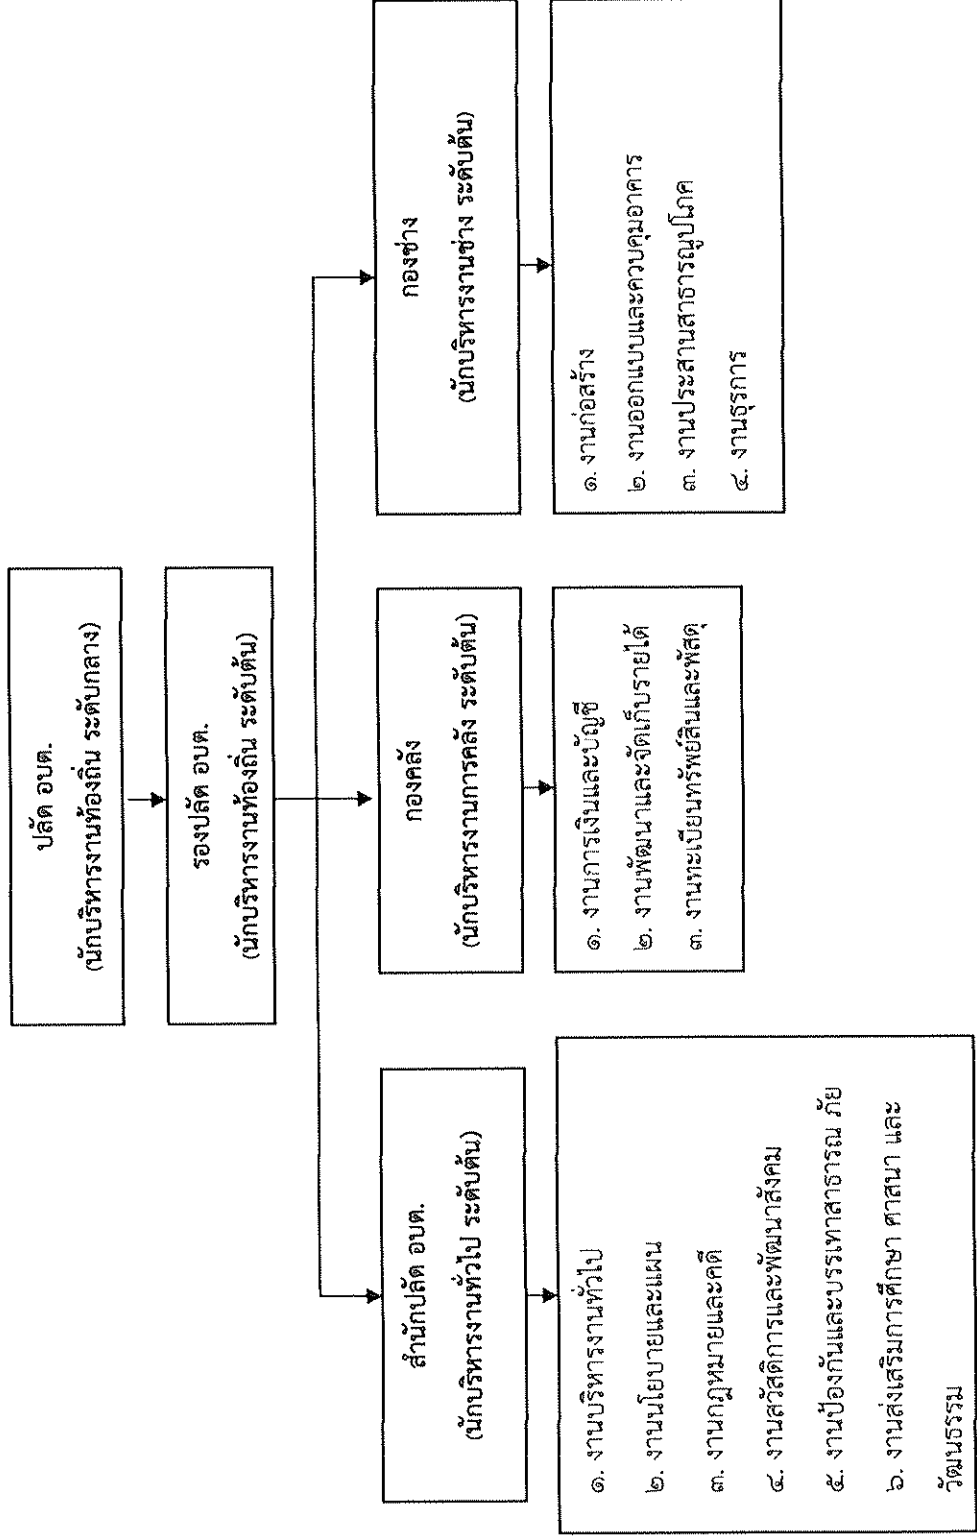 ปลัด อบต.
(นักบริหารงานท้องถิ่น ระดับกลาง)
รองปลัด อบต.
(นักบริหารงานท้องถิ่น ระดับต้น)
สำนักปลัด อบต.
(นักบริหารงานทั่วไป ระดับต้น)
๑. งานบริหารงานทั่วไป
๒. งานนโยบายและแผน
๓. งานกฎหมายและคดี
๔. งานสวัสดิการและพัฒนาสังคม
๕. งานป้องกันและบรรเทาสาธารณ ภัย
๖. งานส่งเสริมการศึกษา ศาสนา และ
วัฒนธรรม
กองคลัง
(นักบริหารงานการคลัง ระดับต้น)
๑. งานการเงินและบัญชี
๒. งานพัฒนาและจัดเก็บรายได้
๓. งานทะเบียนทรัพย์สินและพัสดุ
กองช่าง
(นักบริหารงานช่าง ระดับต้น)
๑. งานก่อสร้าง
๒. งานออกแบบและควบคุมอาคาร
๓. งานประสานสาธารณูปโภค
๔. งานธุรการ